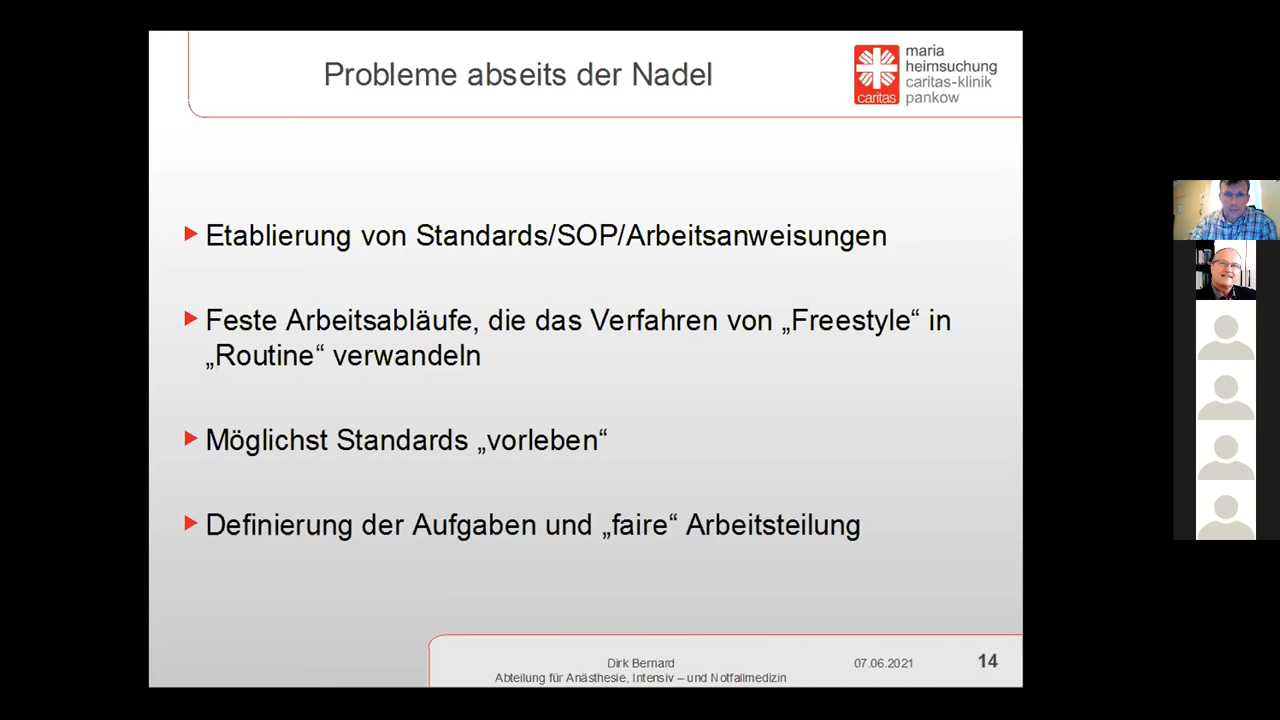 Probleme abseits der Nadel
maria
heimsuchung
caritas-klinik
pankow
caritas
Etablierung von Standards/SOP/Arbeitsanweisungen
Feste Arbeitsabläufe, die das Verfahren von „Freestyle“ in
„Routine“ verwandeln
Möglichst Standards „vorleben“
Definierung der Aufgaben und „faire“ Arbeitsteilung
Dirk Bernard
07.06.2021
14
Abteilung für Anästhesie, Intensiv – und Notfallmedizin